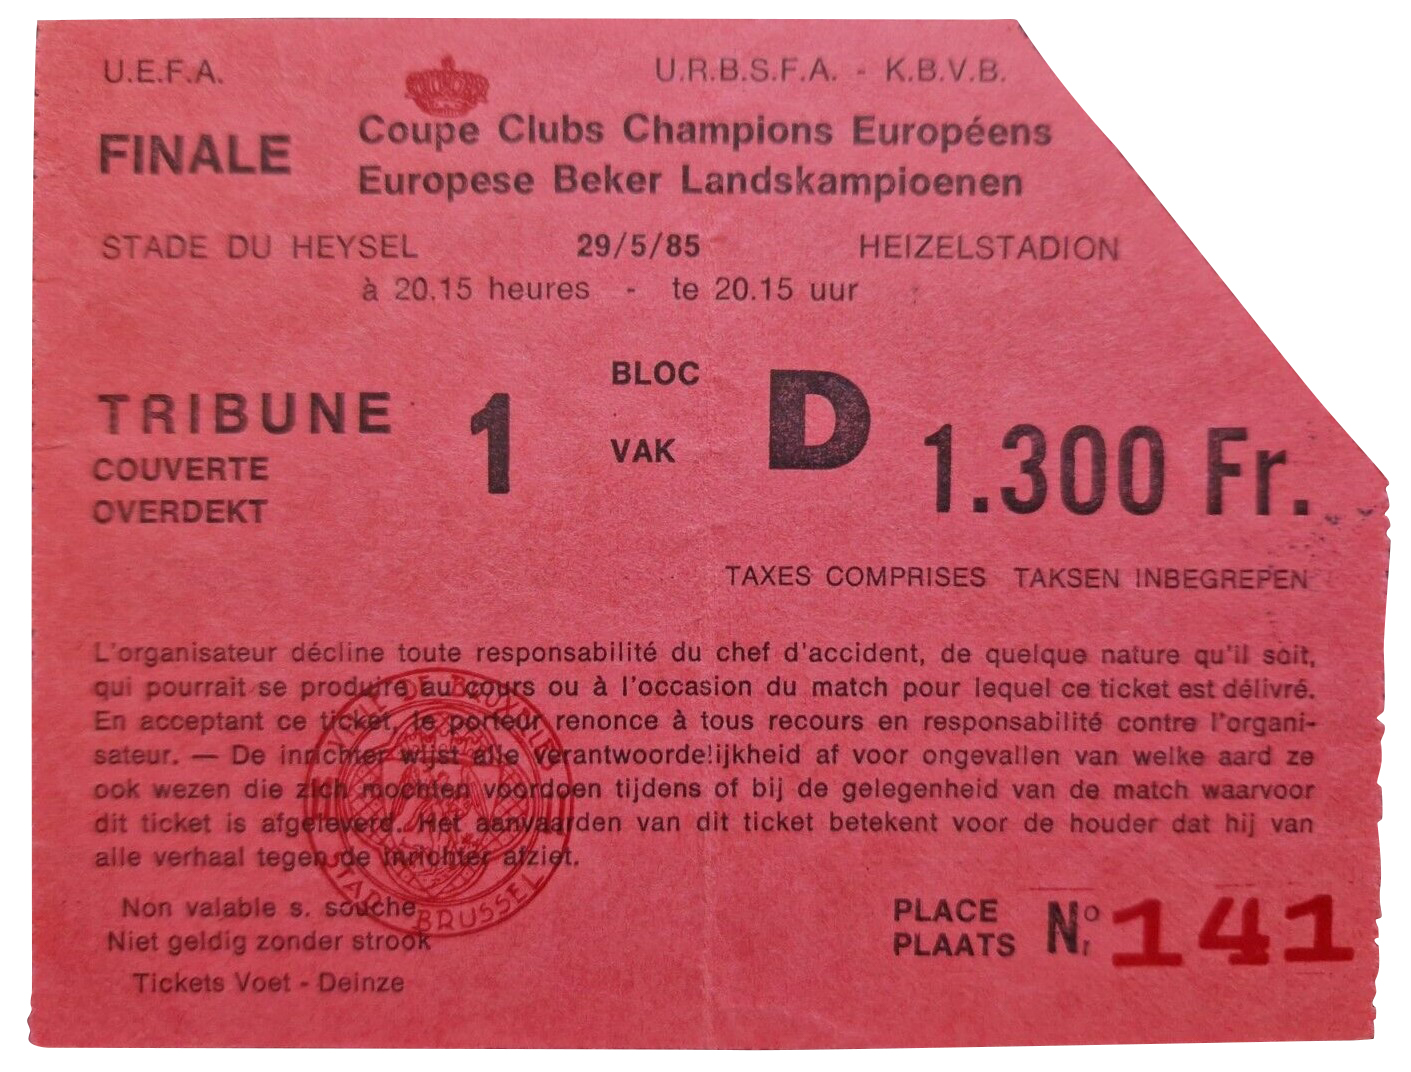 U.E.F.A.
U.R.B.S.F.A. - K.B.V.B.
FINALE
Coupe Clubs Champions Européens
Europese Beker Landskampioenen
STADE DU HEYSEL 29/5/85 HEIZELSTADION
à 20.15 heures - te 20.15 uur
TRIBUNE 1
COUVERTE
OVERDEKT
BLOC
VAK
D
1.300 Fr.
TAXES COMPRISES TAKSEN INBEGREPEN
L'organisateur décline toute responsabilité du chef d'accident, de quelque nature qu'il soit,
qui pourrait se produire au cours ou à l'occasion du match pour lequel ce ticket est délivré.
En acceptant ce ticket, le porteur renonce à tous recours en responsabilité contre l'organi-
sateur. — De inrichter wijst alle verantwoordelijkheid af voor ongevallen van welke aard ze
ook wezen die zich mochten voordoen tijdens of bij de gelegenheid van de match waarvoor
dit ticket is afgeleverd. Het aanvaarden van dit ticket betekent voor de houder dat hij van
alle verhaal tegen de inrichter afziet.
DE BRUXELL
STAD BRUSSEL
Non valable s. souche
Niet geldig zonder strook
Tickets Voet - Deinze
PLACE
PLAATS
No
r
141